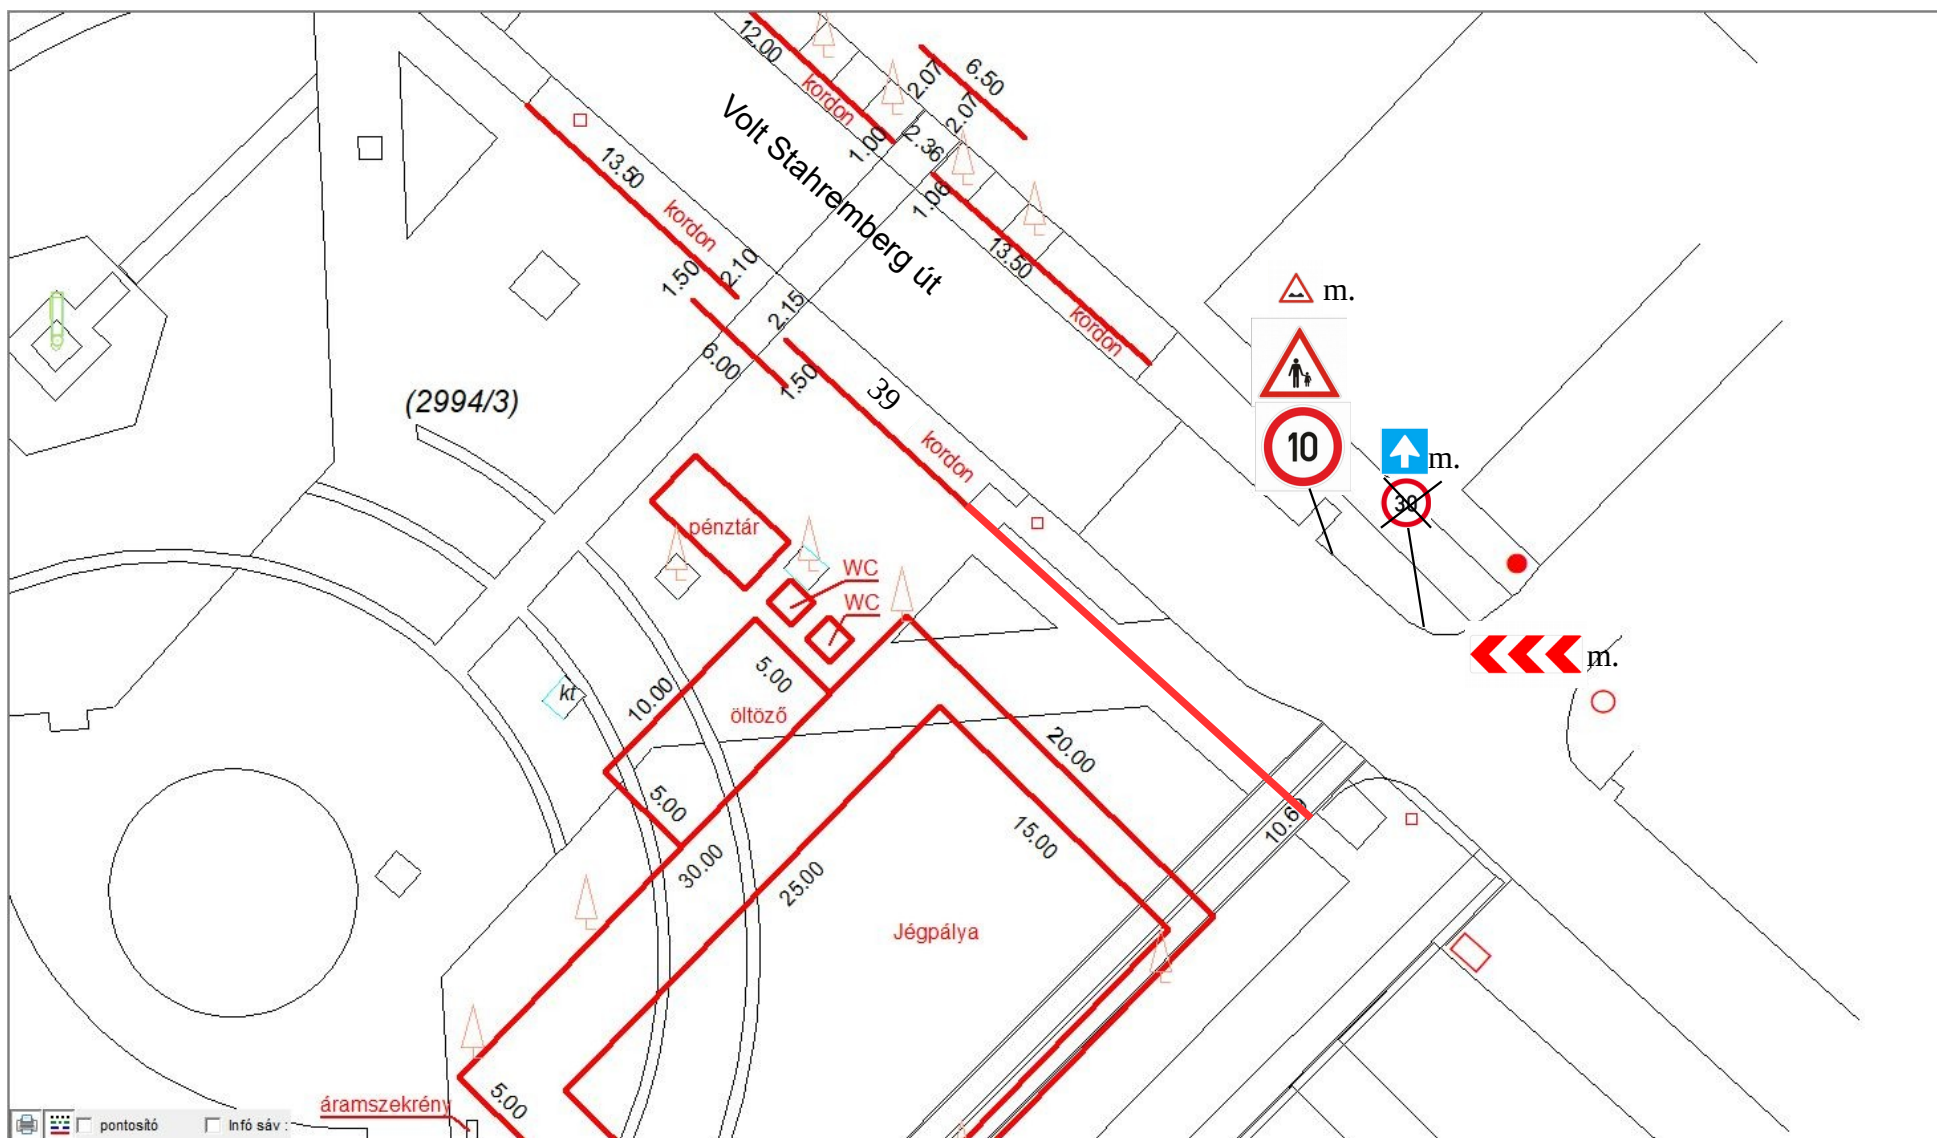 12.00
kordon
2.07
6.50
2.07
1.00
2.36
1.06
Volt Stahremberg út
13.50
kordon
13.50
kordon
2.10
1.50
2.15
6.00
1.50
39
kordon
(2994/3)
m.
10
m.
30
m.
pénztár
WC
WC
5.00
10.00
öltöző
kt
5.00
20.00
15.00
10.60
30.00
25.00
Jégpálya
5.00
áramszekrény
pontosító
Infó sáv :